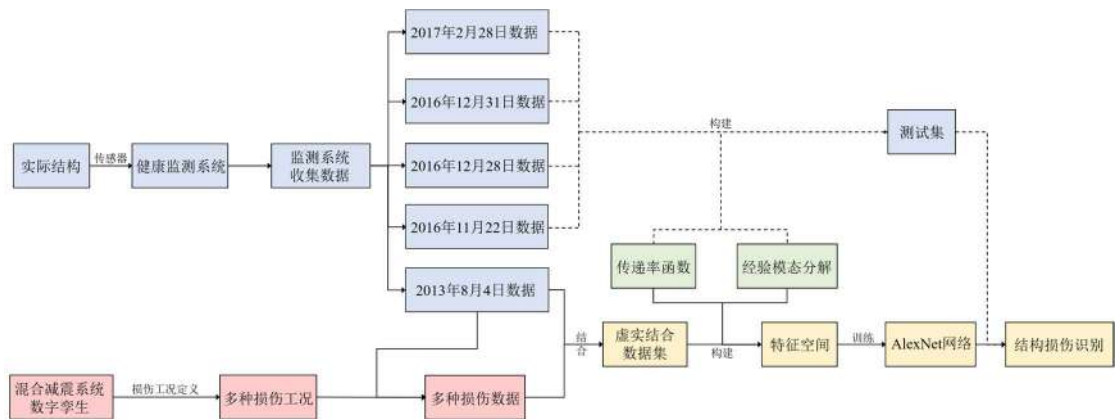 2017年2月28日数据
2016年12月31日数据
构建
测试集
实际结构
传感器
健康监测系统
监测系统
收集数据
2016年12月28日数据
2016年11月22日数据
传递率函数
经验模态分解
2013年8月4日数据
结合
虚实结合
数据集
构建
特征空间
训练
AlexNet网络
结构损伤识别
混合减震系统
数字孪生
损伤工况定义
多种损伤工况
多种损伤数据